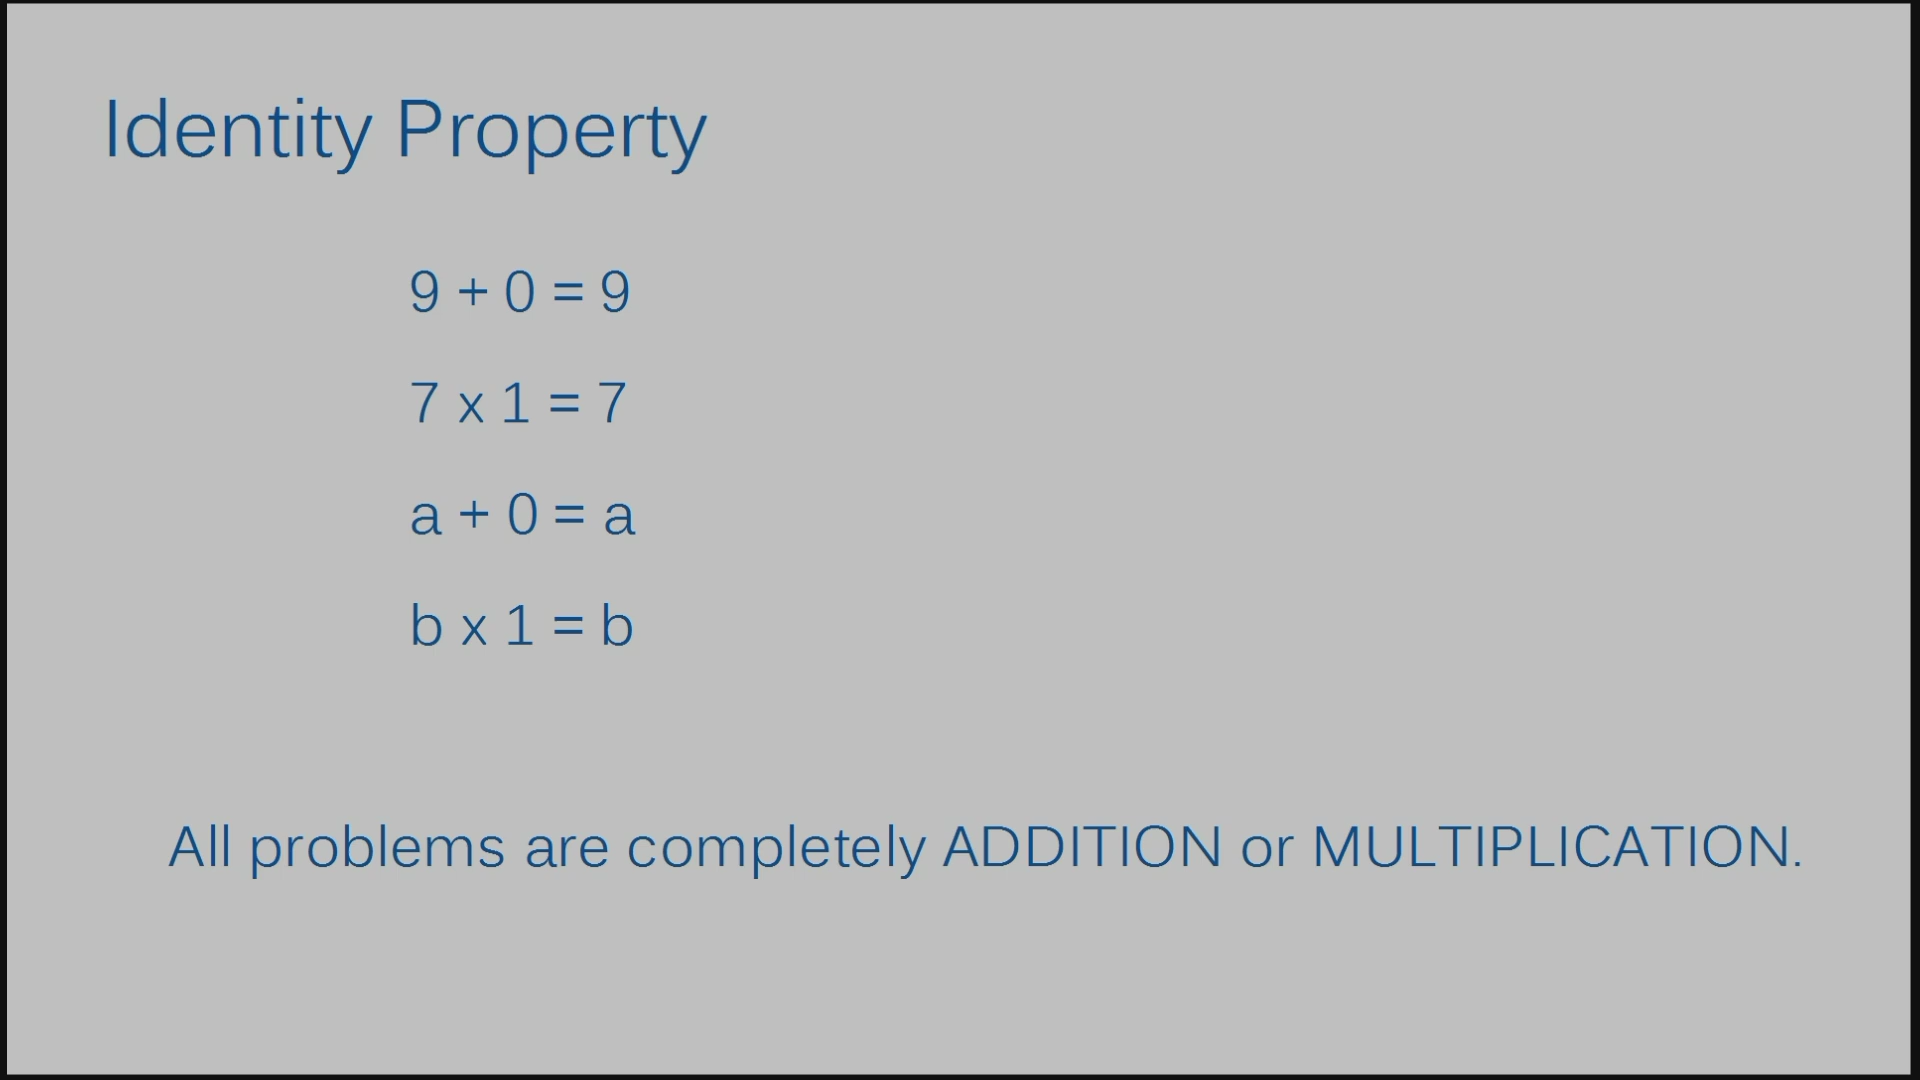 Identity Property
9 + 0 = 9
7 x 1 = 7
a + 0 = a
b x 1 = b
All problems are completely ADDITION or MULTIPLICATION.